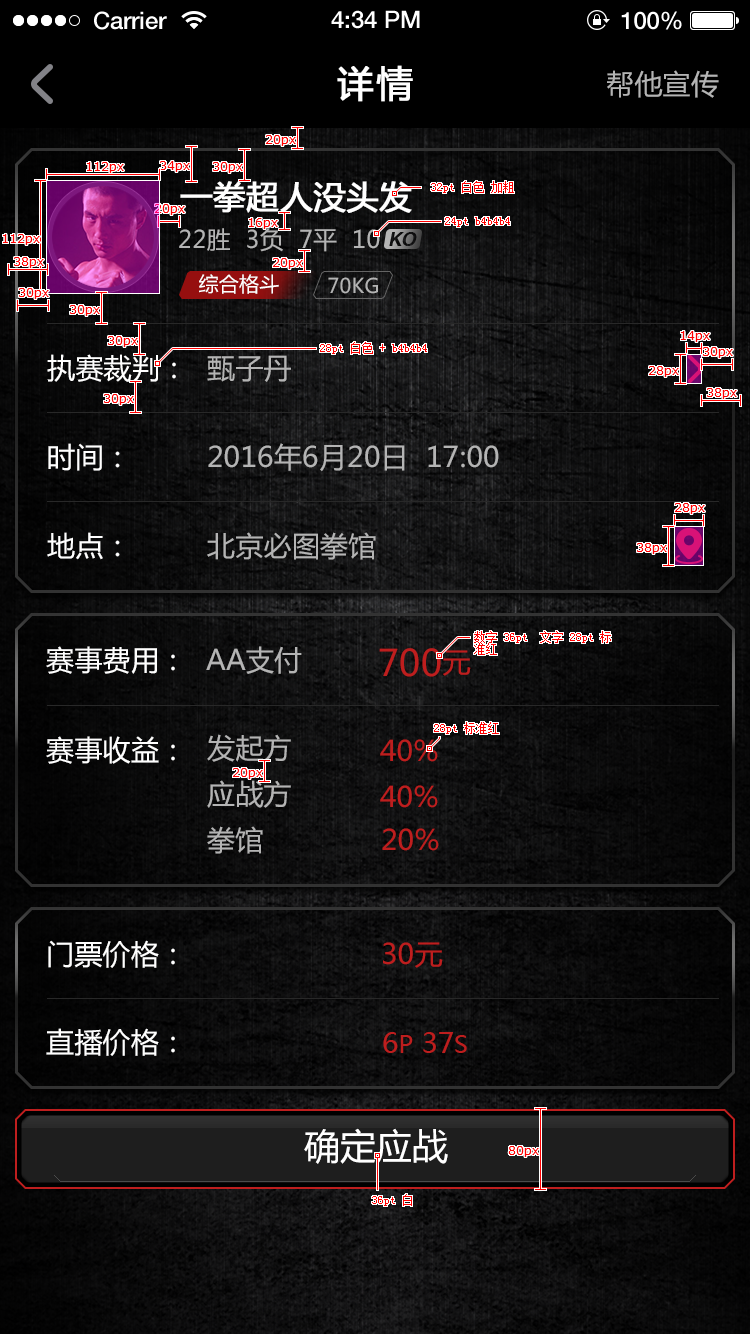 Carrier 4:34 PM 100%
详情 帮他宣传
20px
112px 34px 30px
一拳超人没头发 32pt 白色 加粗
20px
16px 24pt b4b4b4
112px 22胜 3负 7平 10 KO
38px 20px
30px 综合格斗 70KG
30px
30px 28pt 白色 + b4b4b4 14px
30px
执赛裁判： 甄子丹 28px
30px 38px
时间： 2016年6月20日 17:00
28px
地点： 北京必图拳馆 38px
赛事费用： AA支付 700元 数字 36pt 文字 28pt 标
准红
28pt 标准红
赛事收益： 发起方 40%
20px
应战方 40%
拳馆 20%
门票价格： 30元
直播价格： 6P 37S
确定应战 80px
36pt 白